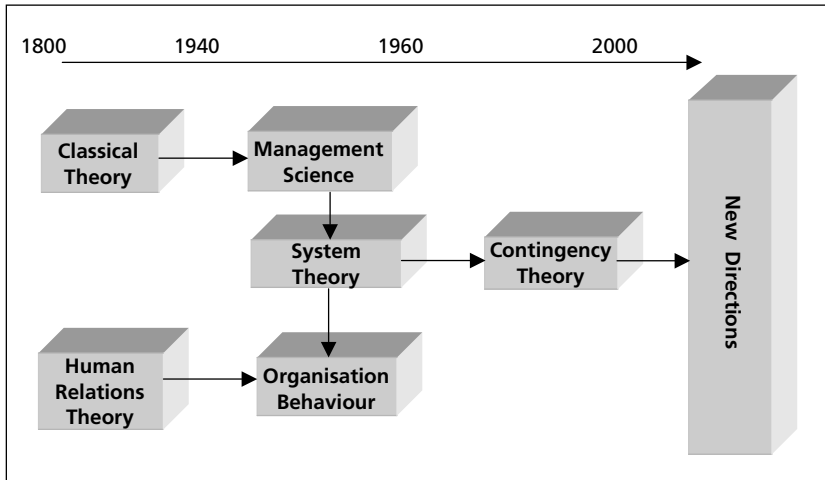 1800 1940 1960 2000
Classical
Theory
Management
Science
System
Theory
Contingency
Theory
Human
Relations
Theory
Organisation
Behaviour
New Directions